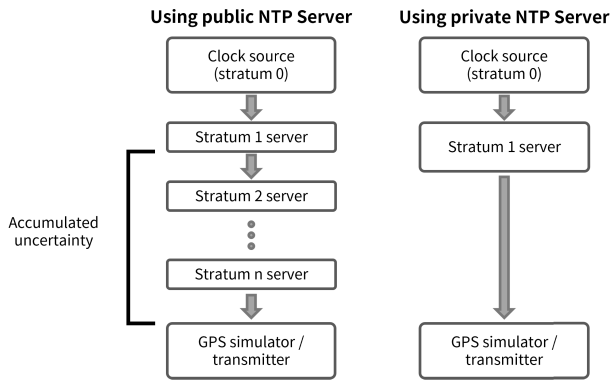 Using public NTP Server
Clock source
(stratum 0)
Stratum 1 server
Stratum 2 server
Stratum n server
GPS simulator /
transmitter
Accumulated
uncertainty
Using private NTP Server
Clock source
(stratum 0)
Stratum 1 server
GPS simulator /
transmitter